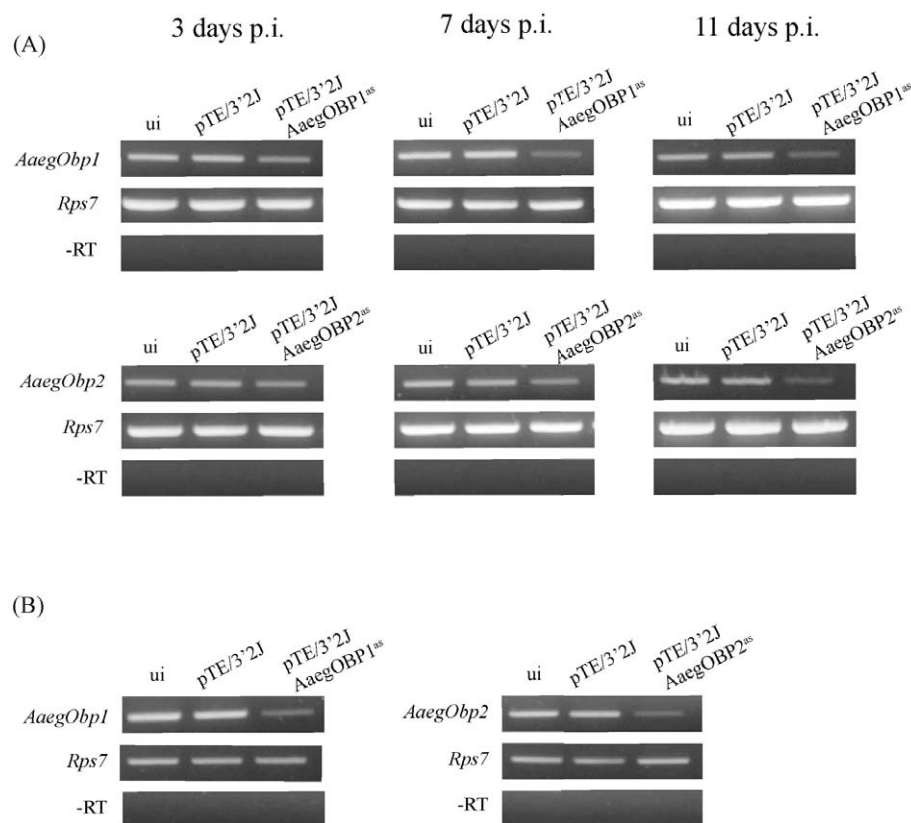 3 days p.i. 7 days p.i. 11 days p.i.
(A)
ui pTE/3’2J pTE/3’2J AaegOBP1as ui pTE/3’2J pTE/3’2J AaegOBP1as ui pTE/3’2J pTE/3’2J AaegOBP1as
AaegObp1
Rps7
-RT
ui pTE/3’2J pTE/3’2J AaegOBP2as ui pTE/3’2J pTE/3’2J AaegOBP2as ui pTE/3’2J pTE/3’2J AaegOBP2as
AaegObp2
Rps7
-RT
(B)
ui pTE/3’2J pTE/3’2J AaegOBP1as ui pTE/3’2J pTE/3’2J AaegOBP2as
AaegObp1 AaegObp2
Rps7 Rps7
-RT -RT